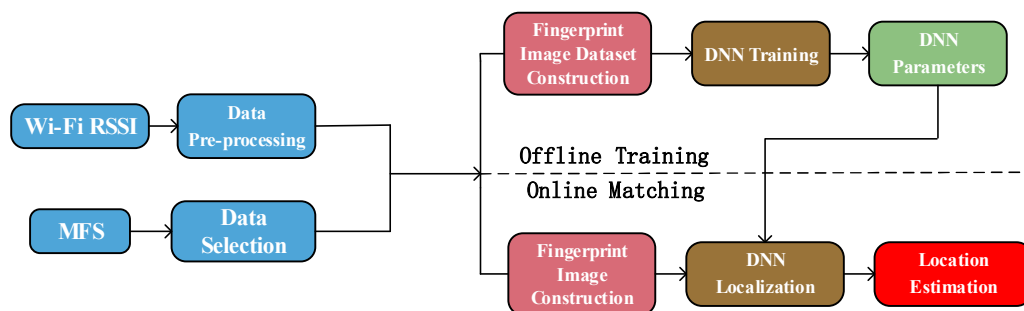 Fingerprint
Image Dataset
Construction
DNN Training
DNN
Parameters
Wi-Fi RSSI
Data
Pre-processing
Offline Training
Online Matching
MFS
Data
Selection
Fingerprint
Image
Construction
DNN
Localization
Location
Estimation